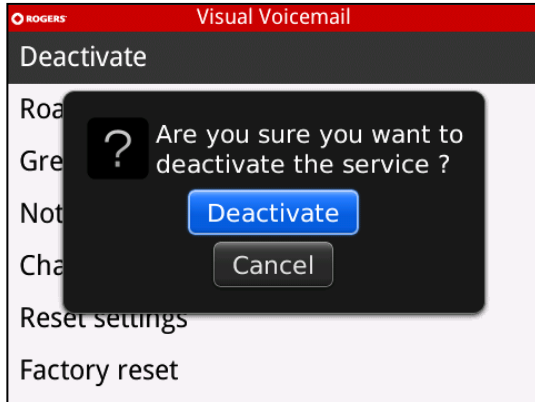 ROGERS Visual Voicemail
Deactivate
Roa
Gre
Not
Cha
? Are you sure you want to
deactivate the service ?
Deactivate
Cancel
Reset settings
Factory reset